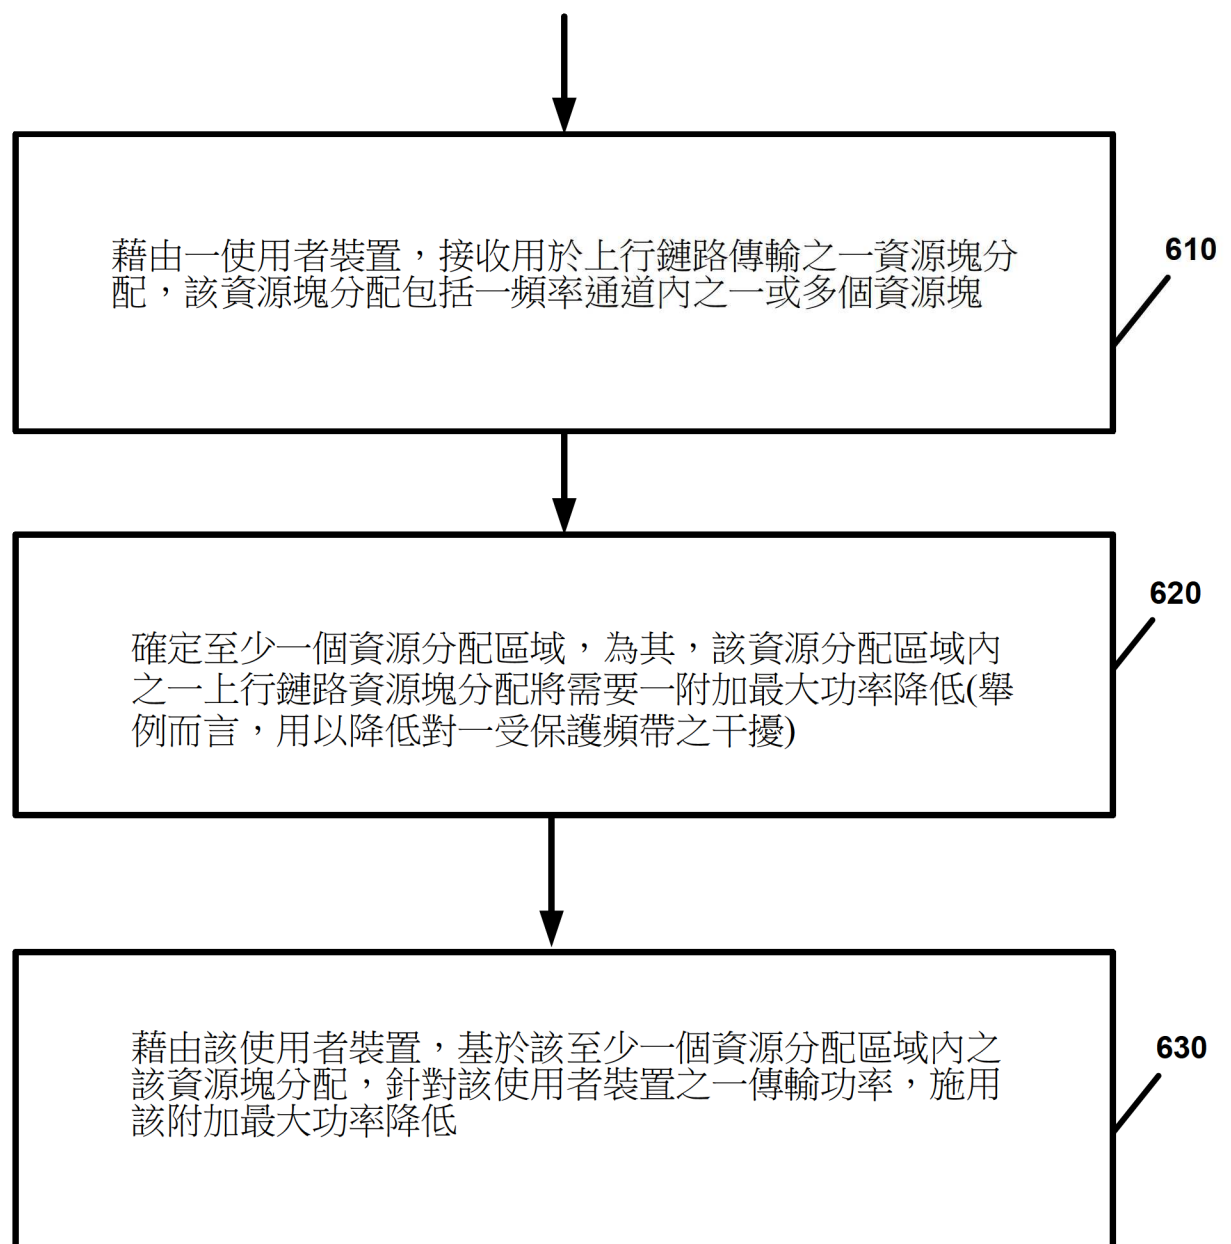 藉由一使用者裝置，接收用於上行鏈路傳輸之一資源塊分
配，該資源塊分配包括一頻率通道內之一或多個資源塊
610
確定至少一個資源分配區域，為其，該資源分配區域內
之一上行鏈路資源塊分配將需要一附加最大功率降低(舉
例而言，用以降低對一受保護頻帶之干擾)
620
藉由該使用者裝置，基於該至少一個資源分配區域內之
該資源塊分配，針對該使用者裝置之一傳輸功率，施用
該附加最大功率降低
630